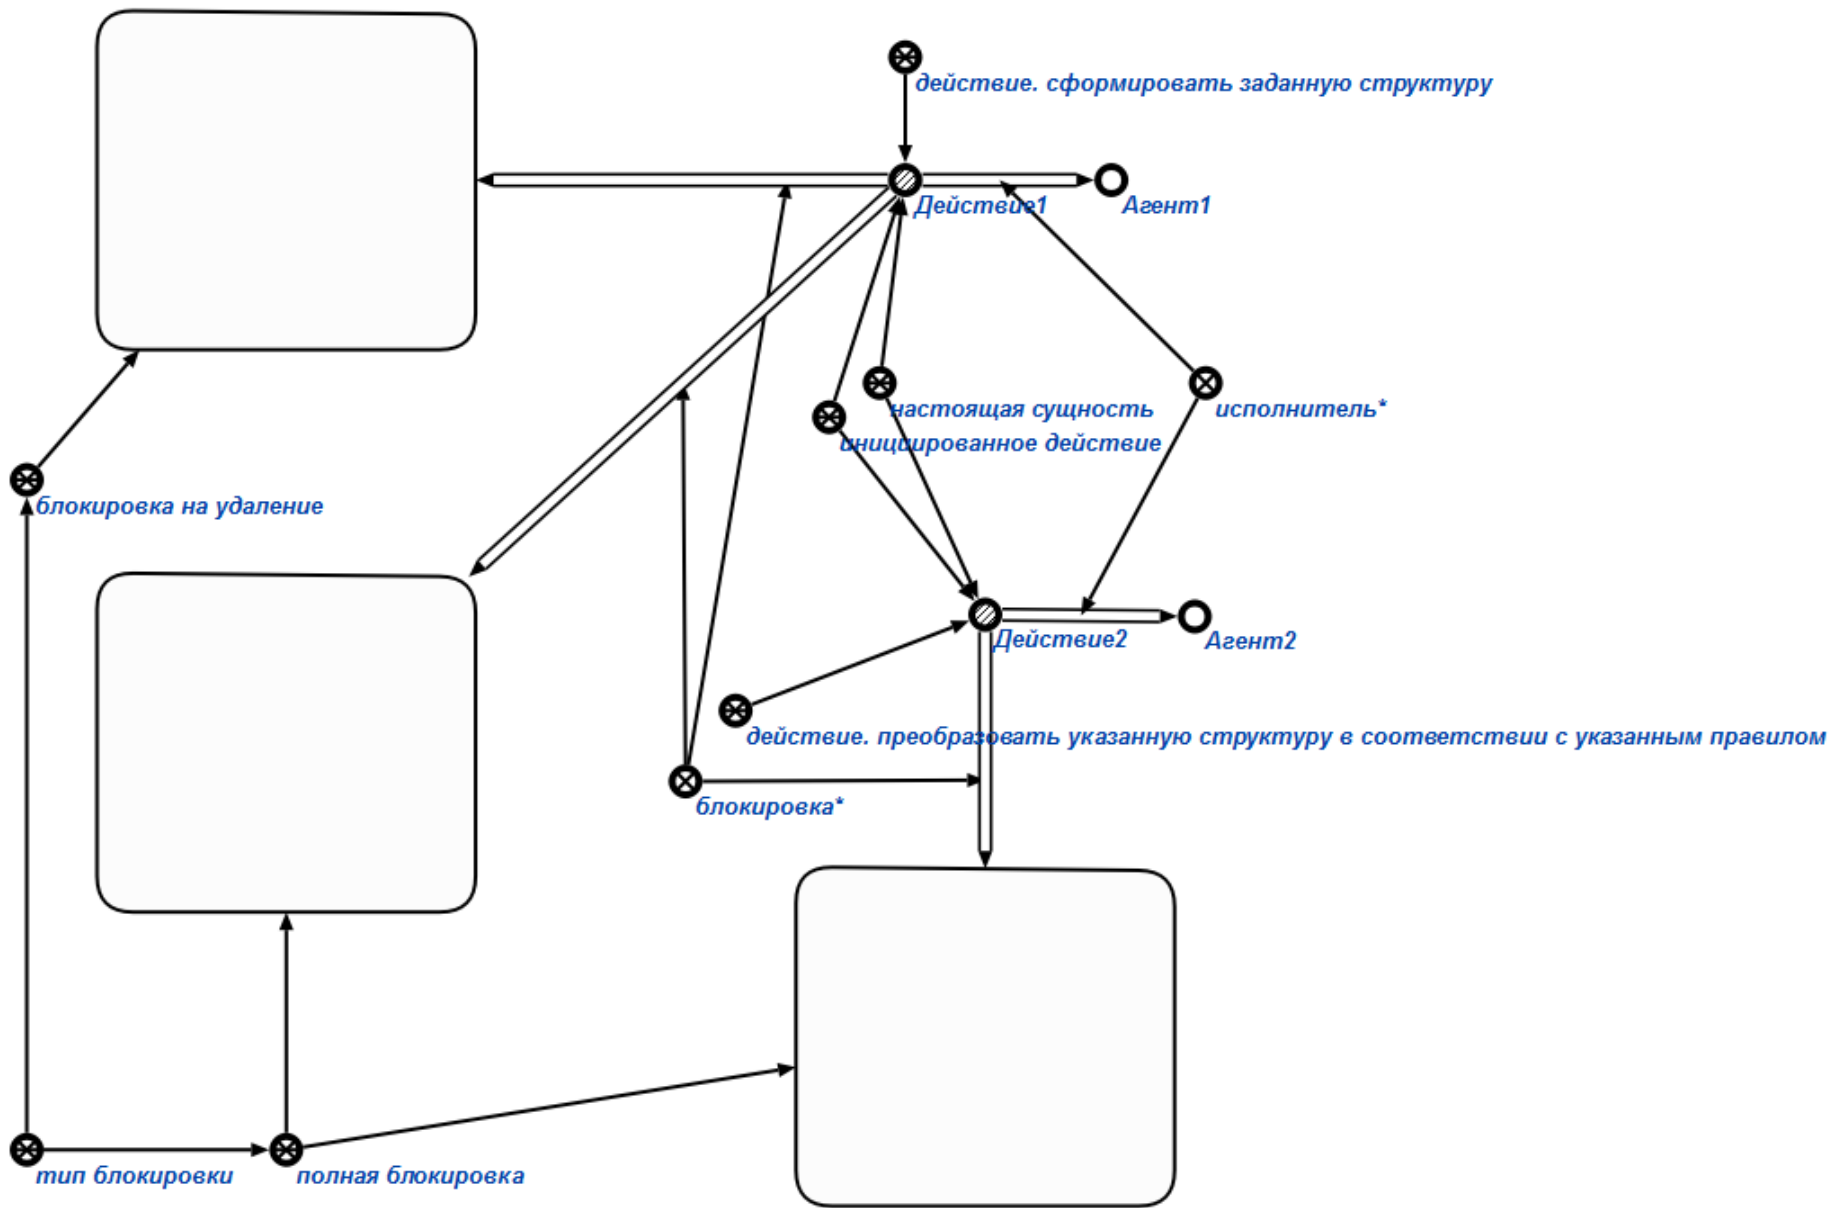 действие. сформировать заданную структуру
Действие1
Агент1
настоящая сущность
исполнитель*
инициированное действие
блокировка на удаление
Действие2
Агент2
действие. преобразовать указанную структуру в соответствии с указанным правилом
блокировка*
тип блокировки
полная блокировка